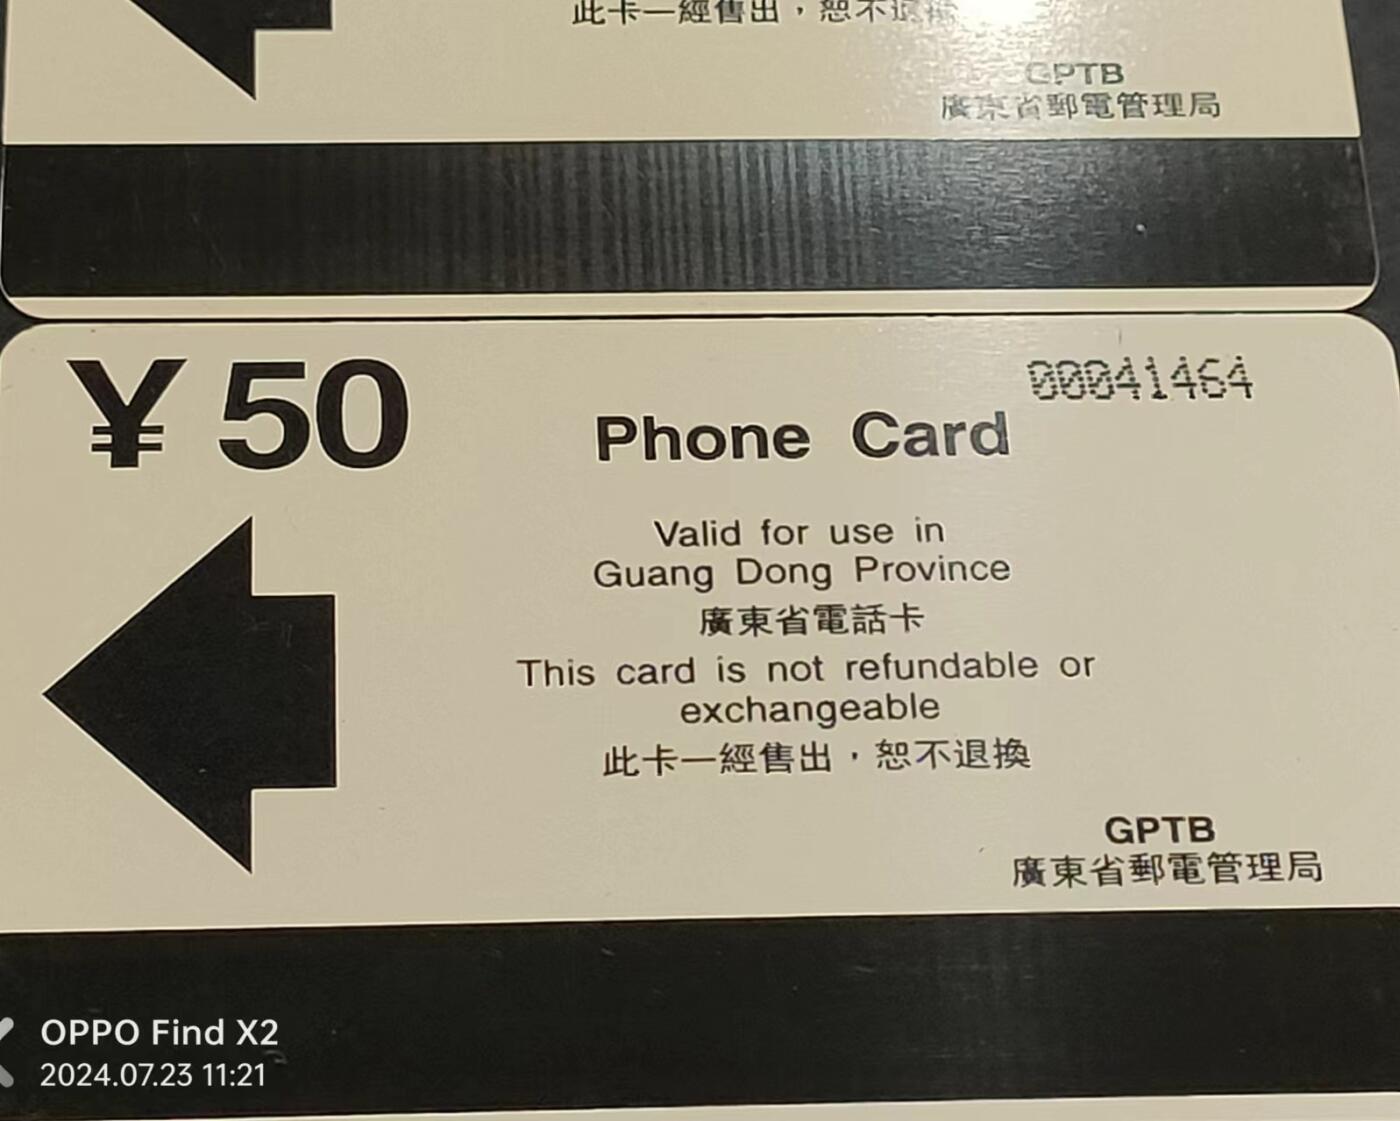 此卡一經售出，恕不退換
GPTB
廣東省郵電管理局
¥50
00041464
Phone Card
Valid for use in
Guang Dong Province
廣東省電話卡
This card is not refundable or
exchangeable
此卡一經售出，恕不退換
GPTB
廣東省郵電管理局
OPPO Find X2
2024.07.23 11:21